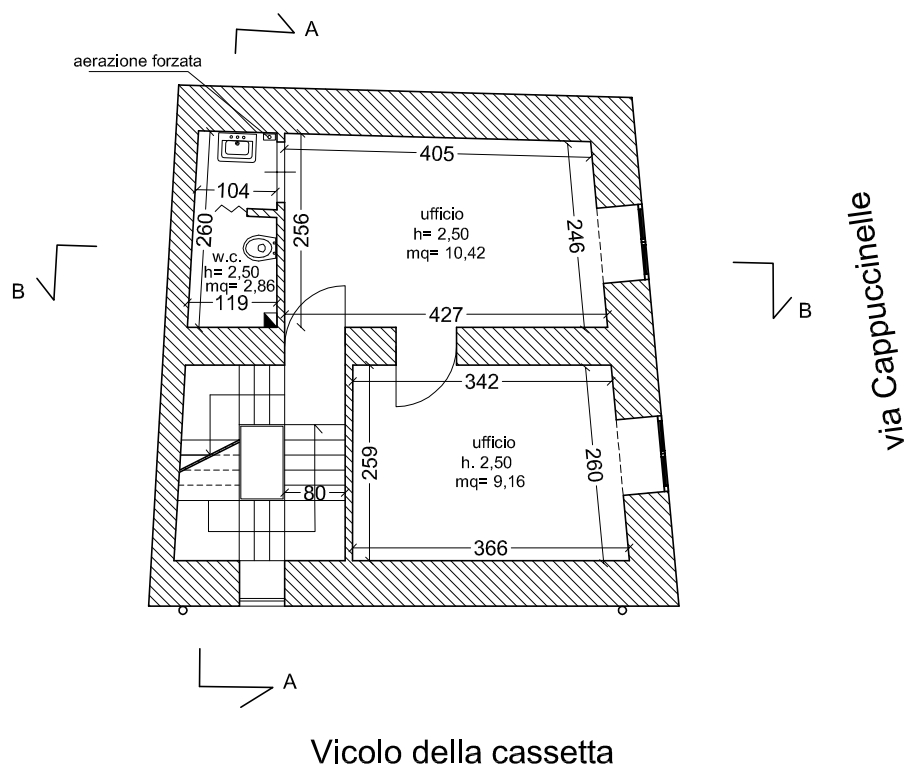 A
aerazione forzata
405
104
260
256
ufficio
h= 2,50
mq= 10,42
246
w.c.
h= 2,50
mq= 2,86
119
427
B
B
via Cappuccinelle
342
259
ufficio
h. 2,50
mq= 9,16
260
80
366
A
Vicolo della cassetta